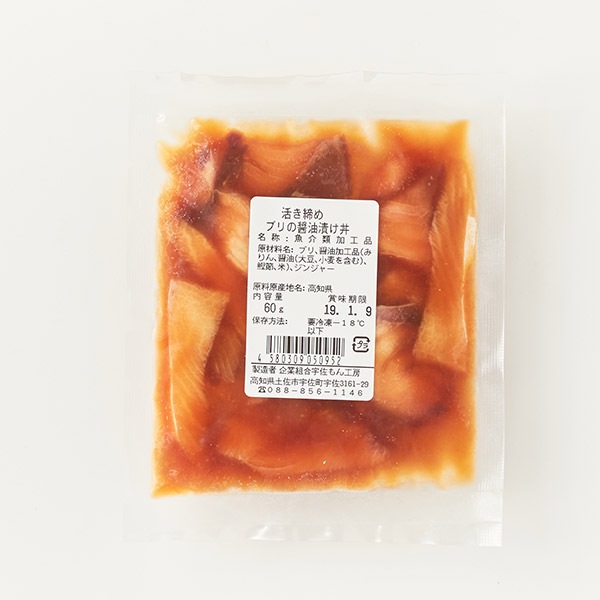 活き締め
ブリの醤油漬け丼
名称：魚介類加工品
原材料名：ブリ、醤油加工品(み
りん、醤油(大豆、小麦を含む)、
鰹節、米)、ジンジャー
原料原産地名：高知県
内容量 賞味期限
60g 19.1.9
保存方法： 要冷凍－18℃
以下
4 580309 050952 プラ
製造者 企業組合宇佐もん工房
高知県土佐市宇佐町宇佐3161-29
☎088-856-1146